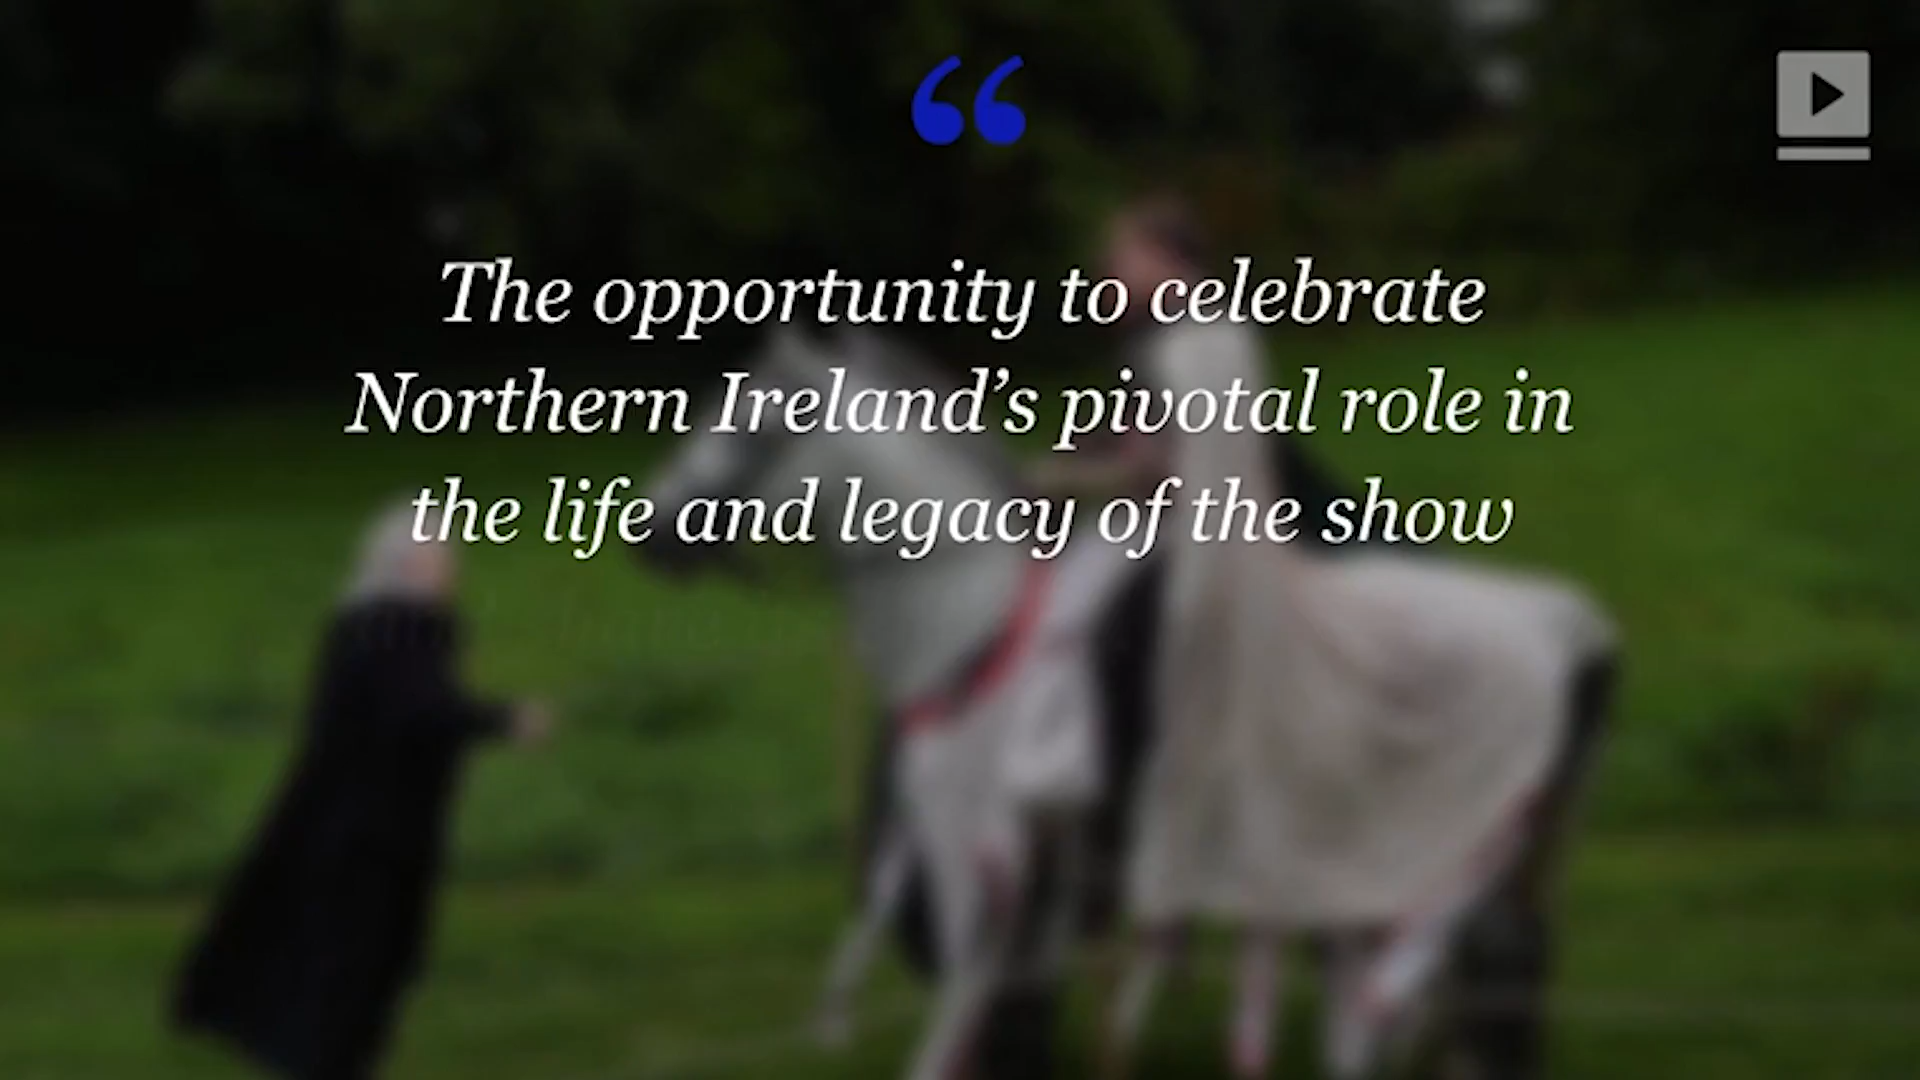 The opportunity to celebrate
Northern Ireland’s pivotal role in
the life and legacy of the show